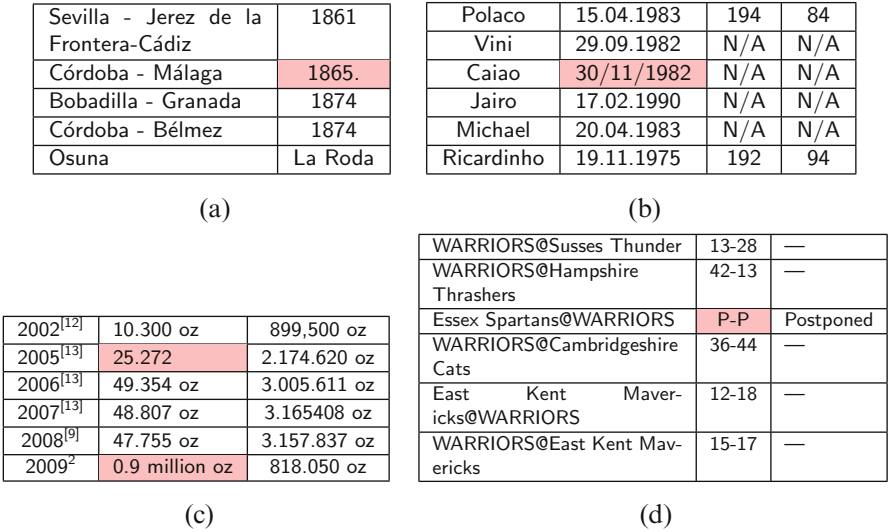 Sevilla - Jerez de la 1861
Frontera-Cádiz
Córdoba - Málaga 1865.
Bobadilla - Granada 1874
Córdoba - Bélmez 1874
Osuna La Roda
(a)
Polaco 15.04.1983 194 84
Vini 29.09.1982 N/A N/A
Caiao 30/11/1982 N/A N/A
Jairo 17.02.1990 N/A N/A
Michael 20.04.1983 N/A N/A
Ricardinho 19.11.1975 192 94
(b)
2002[12] 10.300 oz 899,500 oz
2005[13] 25.272 2.174.620 oz
2006[13] 49.354 oz 3.005.611 oz
2007[13] 48.807 oz 3.165408 oz
2008[9] 47.755 oz 3.157.837 oz
2009² 0.9 million oz 818.050 oz
(c)
WARRIORS@Susses Thunder 13-28 —
WARRIORS@Hampshire 42-13 —
Thrashers
Essex Spartans@WARRIORS P-P Postponed
WARRIORS@Cambridgeshire 36-44 —
Cats
East Kent Maver- 12-18 —
icks@WARRIORS
WARRIORS@East Kent Mav- 15-17 —
ericks
(d)